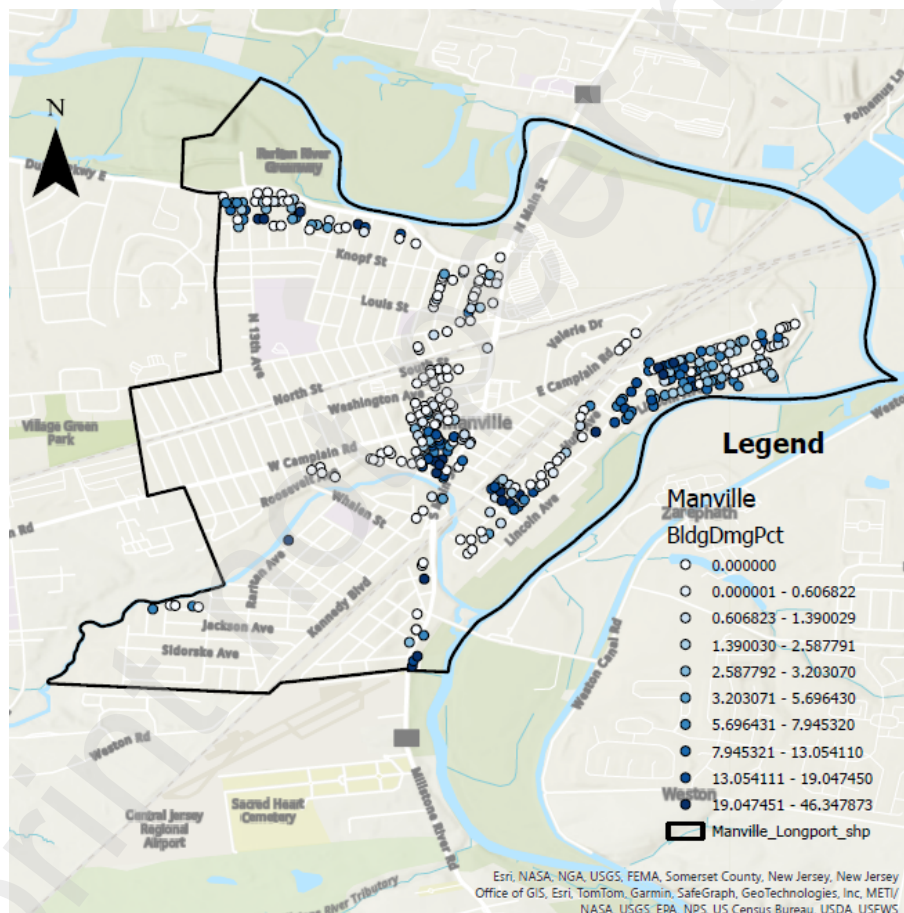 N
Polhemus Ln
Raritan River
Greenway
N Main St
Knopf St
Louis St
N 13th Ave
Valerie Dr
South St
E Camplain Rd
North St
Washington Ave
Village Green
Park
W Camplain Rd
Roosevelt
Whalen St
Lincoln Ave
Raritan Ave
Kennedy Blvd
Jackson Ave
Sidorske Ave
Weston Rd
Weston Canal Rd
Zarephath
Weston
Millstone River Rd
Central Jersey
Regional
Airport
Sacred Heart
Cemetery
River Tributary
Legend
Manville
BldgDmgPct
0.000000
0.000001 - 0.606822
0.606823 - 1.390029
1.390030 - 2.587791
2.587792 - 3.203070
3.203071 - 5.696430
5.696431 - 7.945320
7.945321 - 13.054110
13.054111 - 19.047450
19.047451 - 46.347873
Manville_Longport_shp
Esri, NASA, NGA, USGS, FEMA, Somerset County, New Jersey, New Jersey
Office of GIS, Esri, TomTom, Garmin, SafeGraph, GeoTechnologies, Inc, METI/
NASA, USGS, EPA, NPS, US Census Bureau, USDA, USFWS